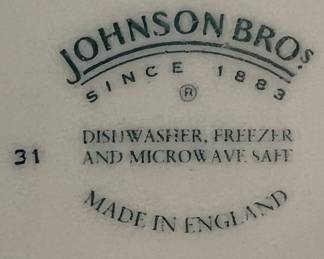 JOHNSON BROS
SINCE 1883
®
DISHWASHER, FREEZER
31 AND MICROWAVE SAFE
MADE IN ENGLAND